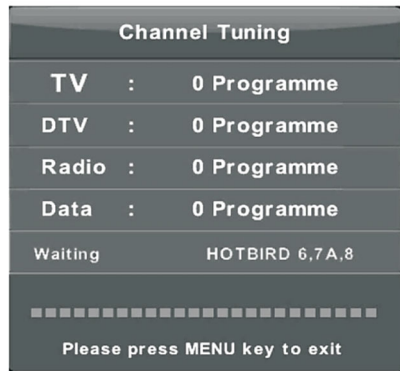 Channel Tuning
TV : 0 Programme
DTV : 0 Programme
Radio : 0 Programme
Data : 0 Programme
Waiting HOTBIRD 6,7A,8
Please press MENU key to exit